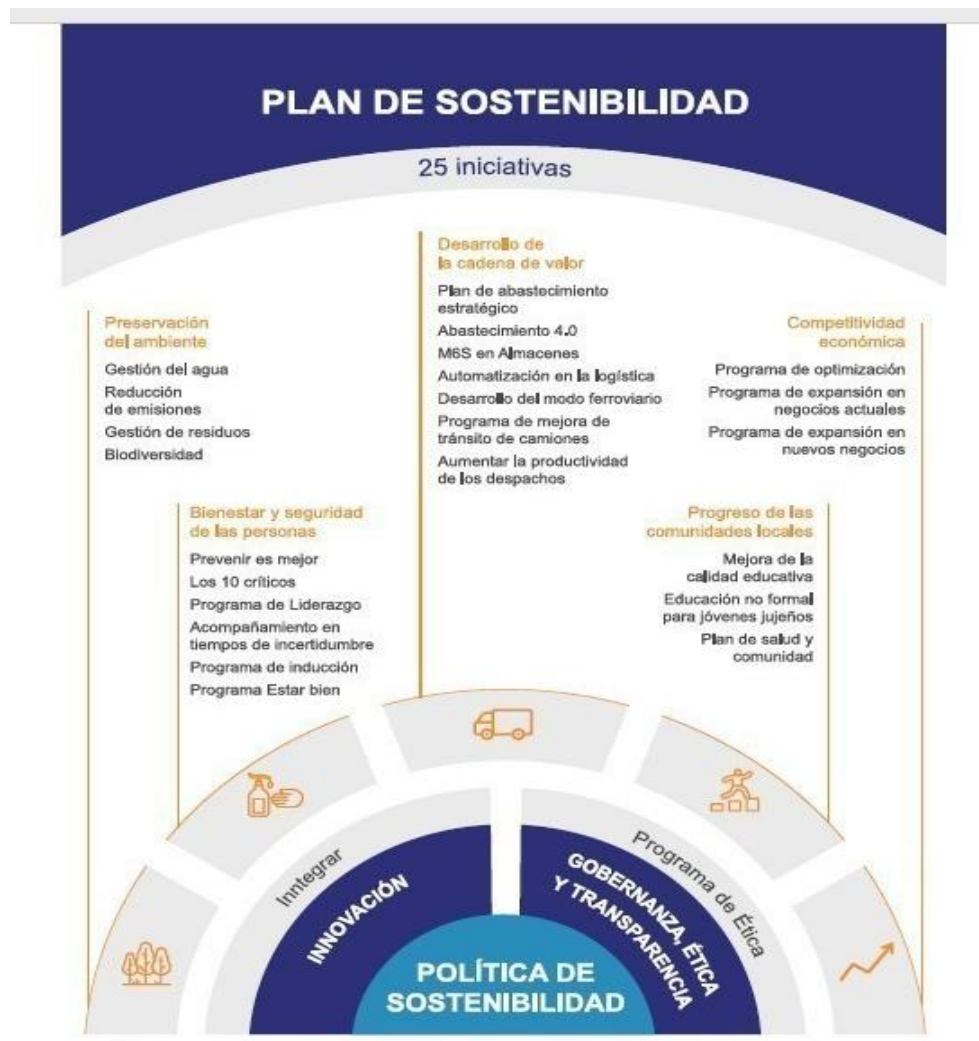 PLAN DE SOSTENIBILIDAD
25 iniciativas
Preservación
del ambiente
Gestión del agua
Reducción
de emisiones
Gestión de residuos
Biodiversidad
Bienestar y seguridad
de las personas
Prevenir es mejor
Los 10 críticos
Programa de Liderazgo
Acompañamiento en
tiempos de incertidumbre
Programa de inducción
Programa Estar bien
Desarrollo de
la cadena de valor
Plan de abastecimiento
estratégico
Abastecimiento 4.0
M6S en Almacenes
Automatización en la logística
Desarrollo del modo ferroviario
Programa de mejora de
tránsito de camiones
Aumentar la productividad
de los despachos
Progreso de las
comunidades locales
Mejora de la
calidad educativa
Educación no formal
para jóvenes jujeños
Plan de salud y
comunidad
Competitividad
económica
Programa de optimización
Programa de expansión en
negocios actuales
Programa de expansión en
nuevos negocios
Inntegrar
INNOVACIÓN
Programa de Ética
GOBERNANZA, ÉTICA
Y TRANSPARENCIA
POLÍTICA DE
SOSTENIBILIDAD